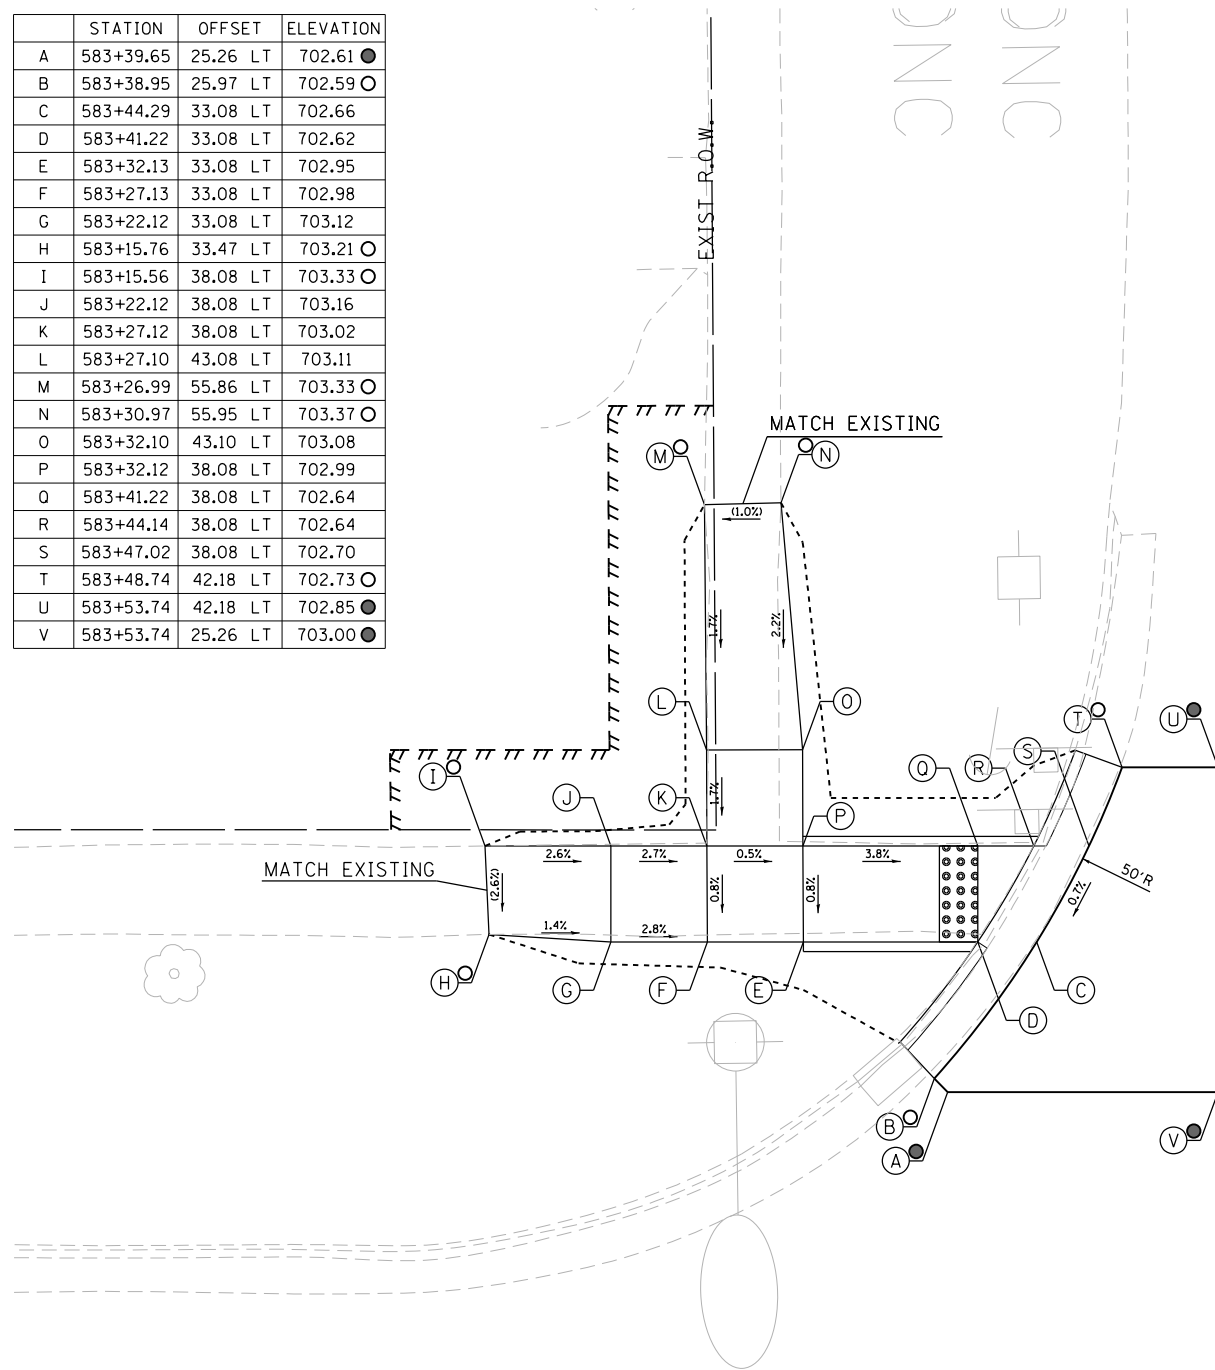 STATION OFFSET ELEVATION
A 583+39.65 25.26 LT 702.61
B 583+38.95 25.97 LT 702.59
C 583+44.29 33.08 LT 702.66
D 583+41.22 33.08 LT 702.62
E 583+32.13 33.08 LT 702.95
F 583+27.13 33.08 LT 702.98
G 583+22.12 33.08 LT 703.12
H 583+15.76 33.47 LT 703.21
I 583+15.56 38.08 LT 703.33
J 583+22.12 38.08 LT 703.16
K 583+27.12 38.08 LT 703.02
L 583+27.10 43.08 LT 703.11
M 583+26.99 55.86 LT 703.33
N 583+30.97 55.95 LT 703.37
O 583+32.10 43.10 LT 703.08
P 583+32.12 38.08 LT 702.99
Q 583+41.22 38.08 LT 702.64
R 583+44.14 38.08 LT 702.64
S 583+47.02 38.08 LT 702.70
T 583+48.74 42.18 LT 702.73
U 583+53.74 42.18 LT 702.85
V 583+53.74 25.26 LT 703.00
EXIST R.O.W.
ONC
ONC
MATCH EXISTING
M
N
(1.0%)
1.7%
2.2%
L
O
T
U
S
I
J
K
1.7%
P
Q
R
MATCH EXISTING
(2.6%)
2.6%
2.7%
0.5%
3.8%
0.8%
0.8%
1.4%
2.8%
50'R
0.7%
H
G
F
E
C
D
B
A
V